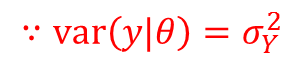 ∵ var(y|θ) = σ_Y^2